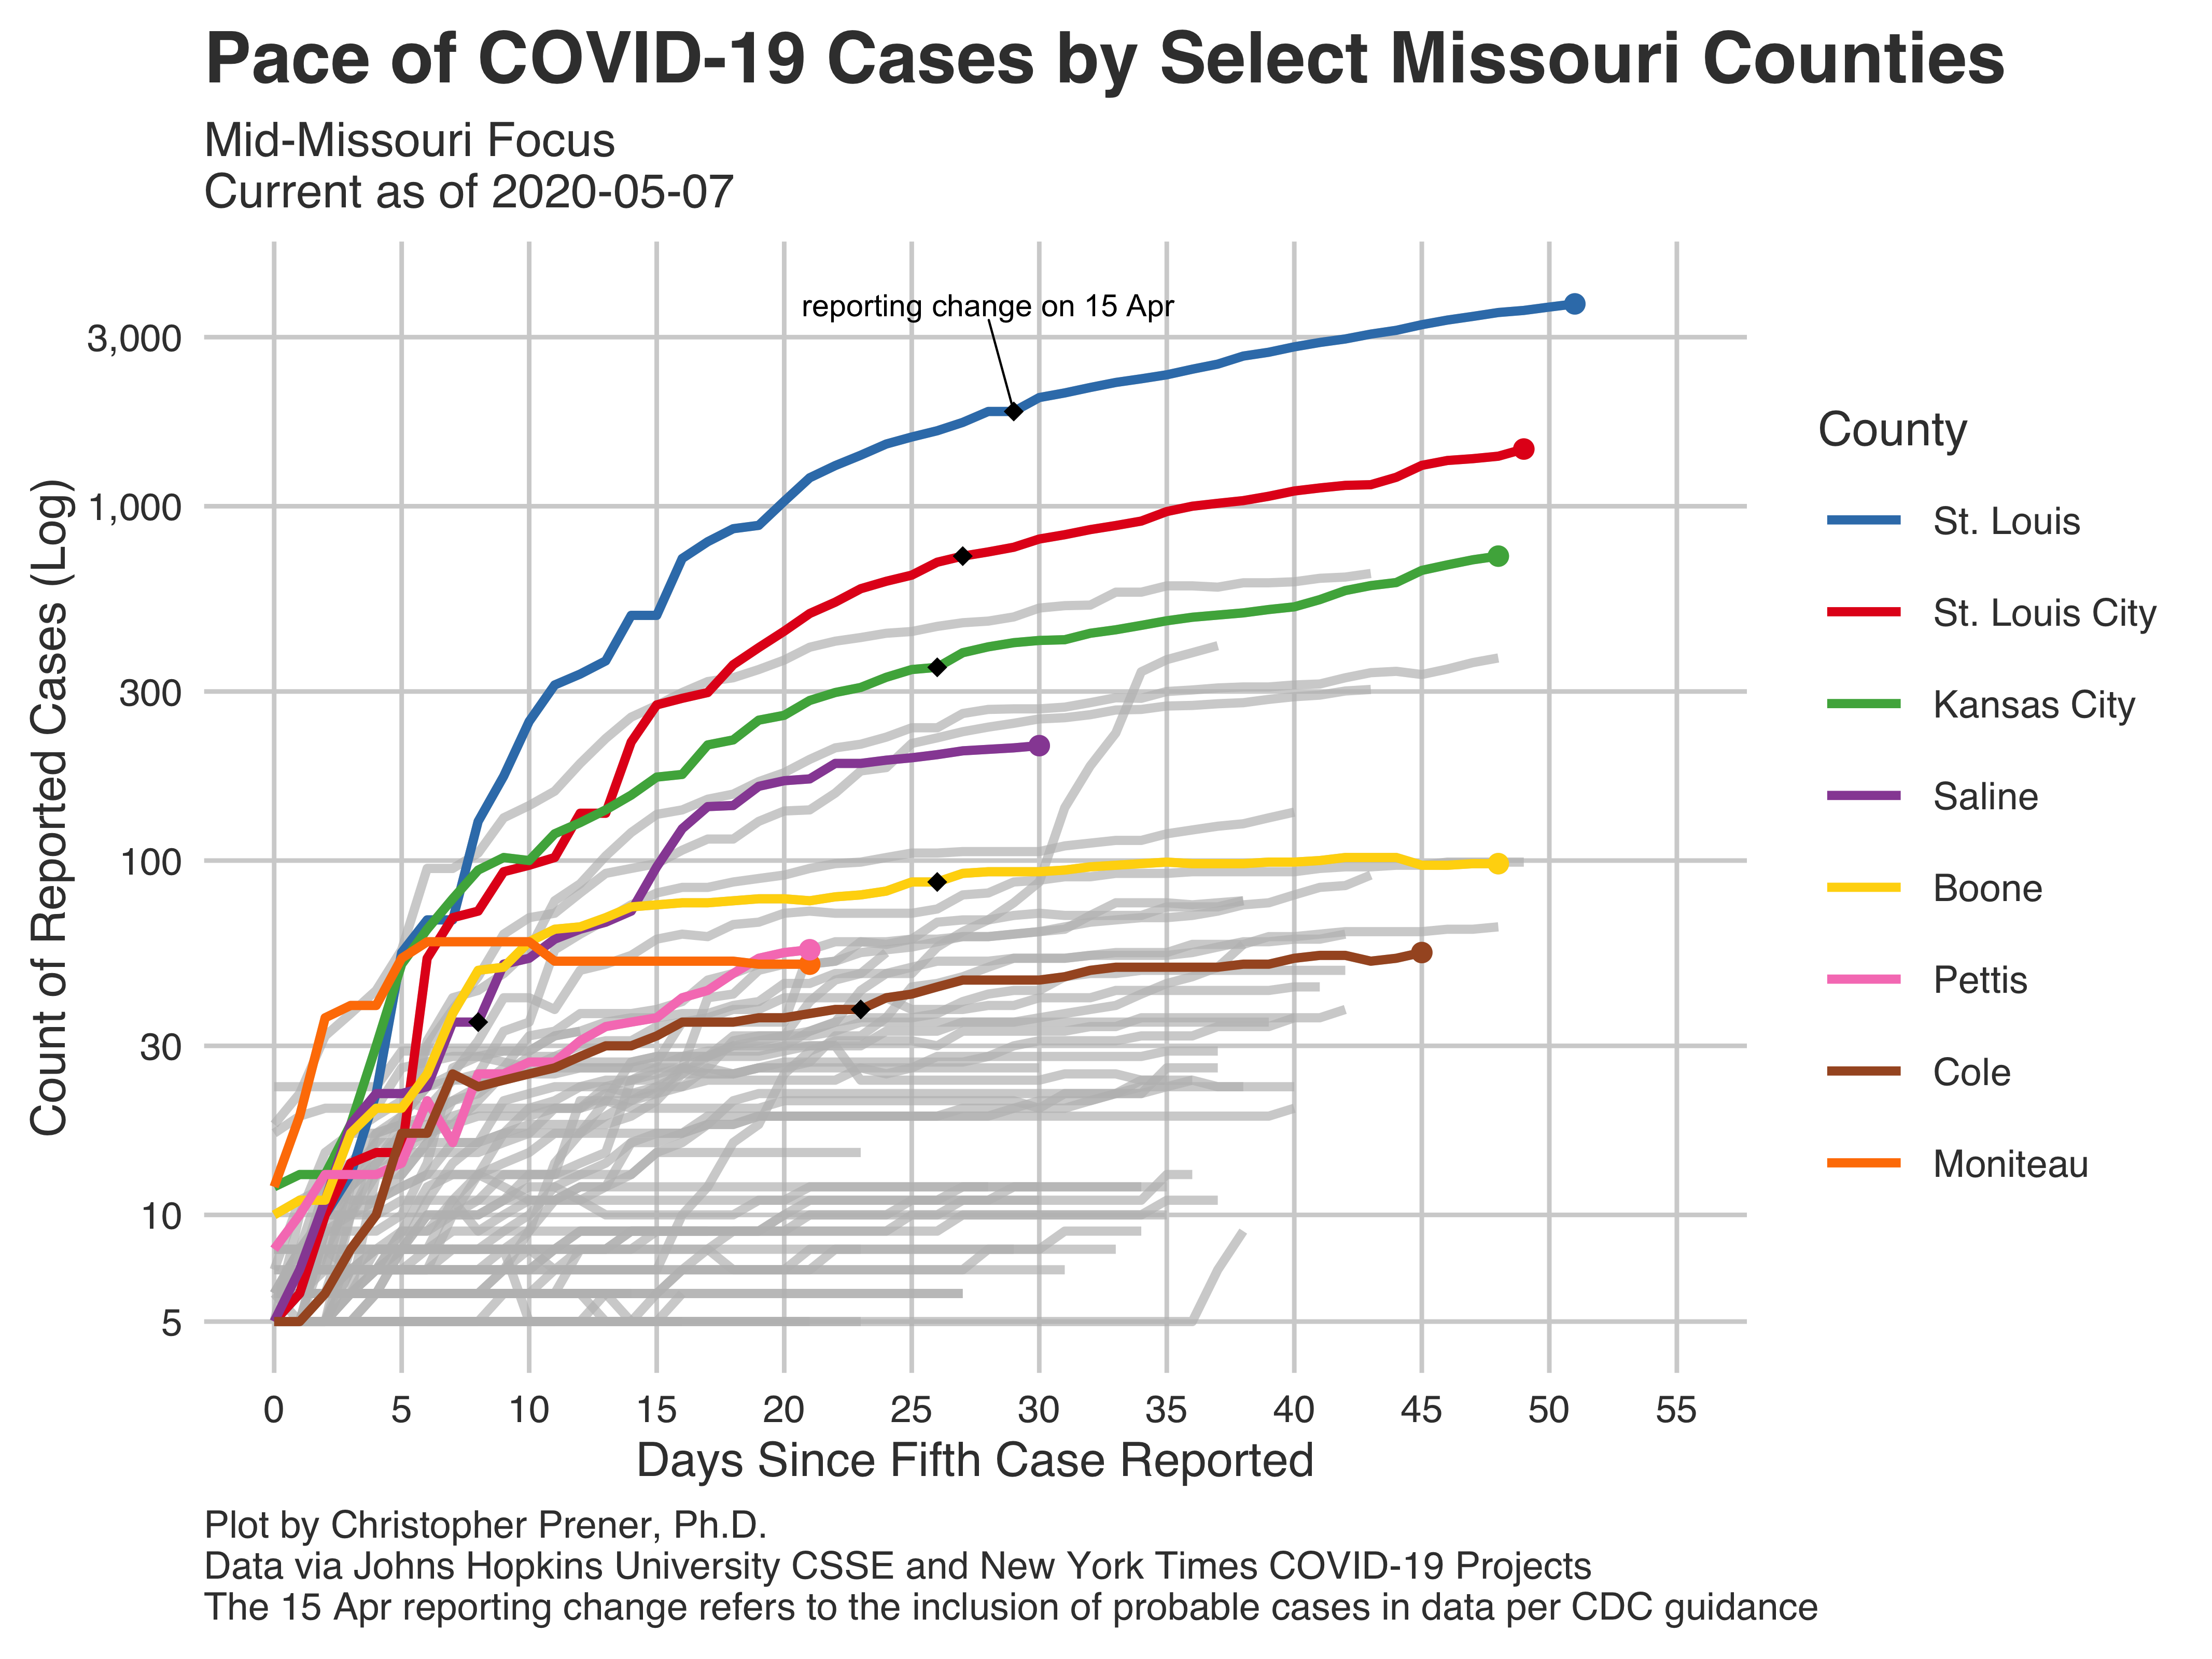 Pace of COVID-19 Cases by Select Missouri Counties
Mid-Missouri Focus
Current as of 2020-05-07
reporting change on 15 Apr
Count of Reported Cases (Log)
3,000
1,000
300
100
30
10
5
0 5 10 15 20 25 30 35 40 45 50 55
Days Since Fifth Case Reported
County
St. Louis
St. Louis City
Kansas City
Saline
Boone
Pettis
Cole
Moniteau
Plot by Christopher Prener, Ph.D.
Data via Johns Hopkins University CSSE and New York Times COVID-19 Projects
The 15 Apr reporting change refers to the inclusion of probable cases in data per CDC guidance